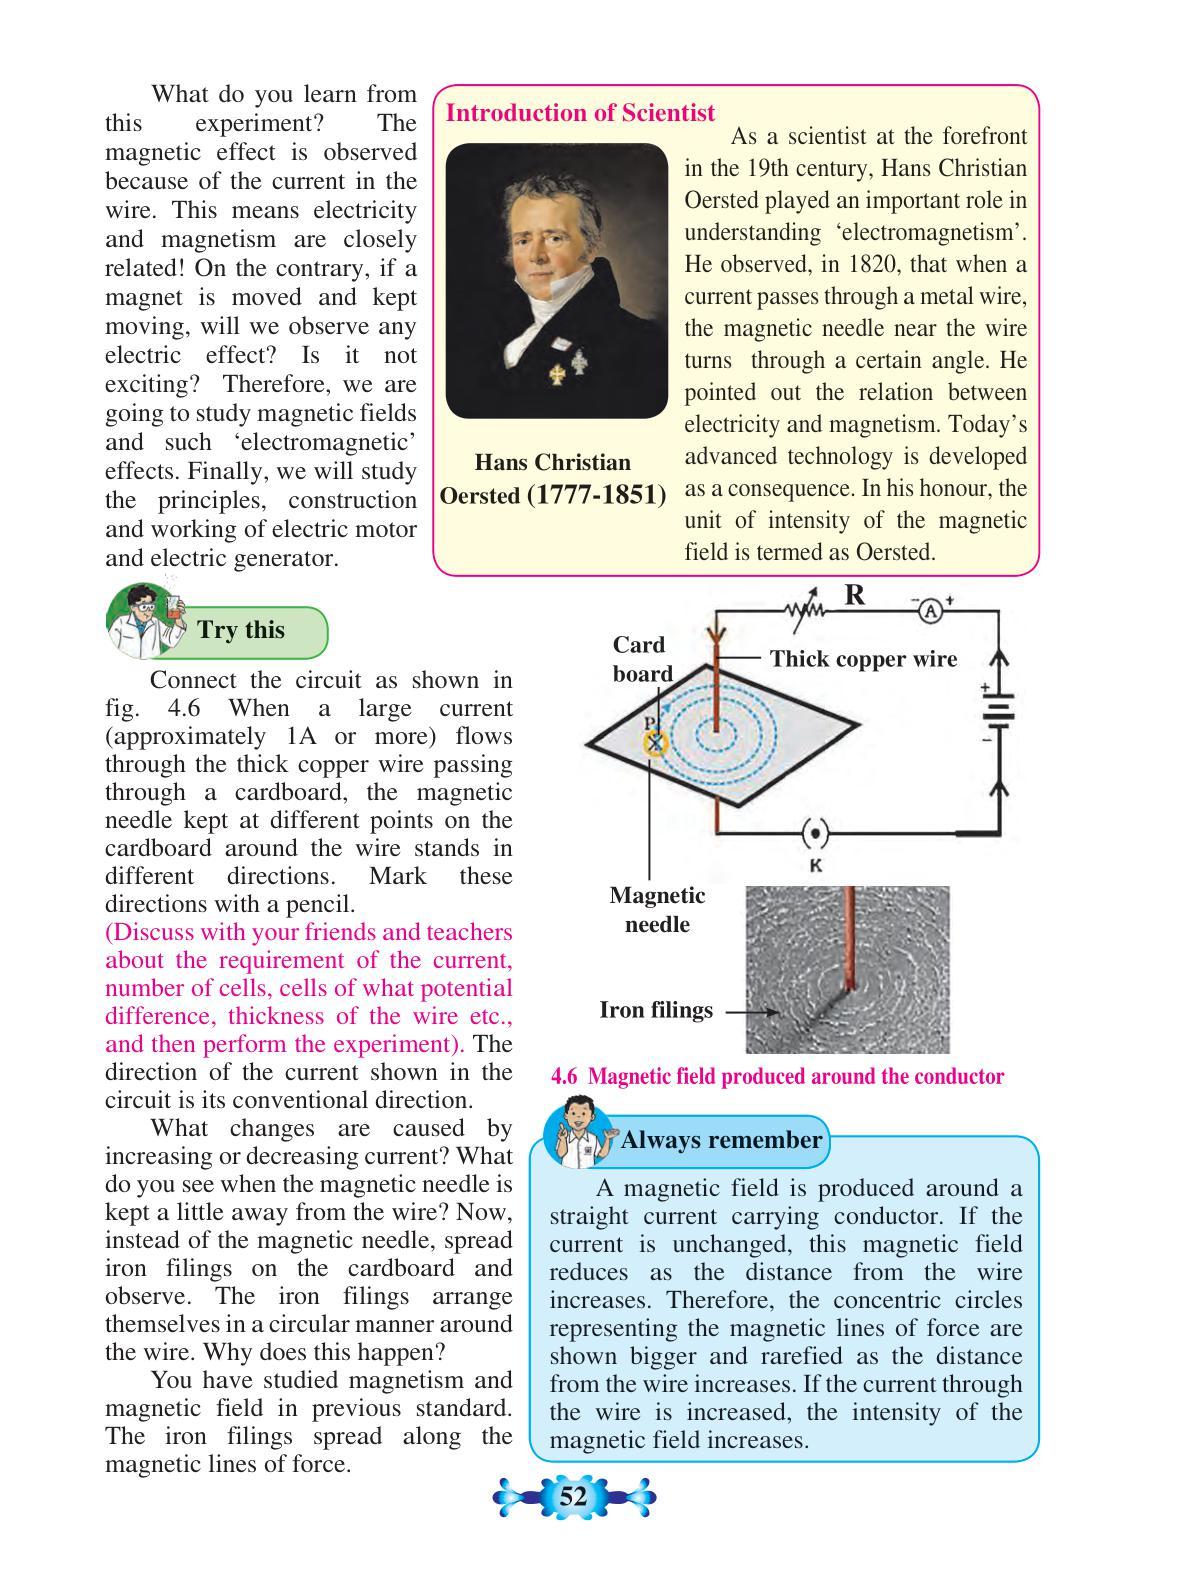 What do you learn from
this experiment? The
magnetic effect is observed
because of the current in the
wire. This means electricity
and magnetism are closely
related! On the contrary, if a
magnet is moved and kept
moving, will we observe any
electric effect? Is it not
exciting? Therefore, we are
going to study magnetic fields
and such ‘electromagnetic’
effects. Finally, we will study
the principles, construction
and working of electric motor
and electric generator.
Introduction of Scientist
Hans Christian
Oersted (1777-1851)
As a scientist at the forefront
in the 19th century, Hans Christian
Oersted played an important role in
understanding ‘electromagnetism’.
He observed, in 1820, that when a
current passes through a metal wire,
the magnetic needle near the wire
turns through a certain angle. He
pointed out the relation between
electricity and magnetism. Today’s
advanced technology is developed
as a consequence. In his honour, the
unit of intensity of the magnetic
field is termed as Oersted.
Try this
Connect the circuit as shown in
fig. 4.6 When a large current
(approximately 1A or more) flows
through the thick copper wire passing
through a cardboard, the magnetic
needle kept at different points on the
cardboard around the wire stands in
different directions. Mark these
directions with a pencil.
(Discuss with your friends and teachers
about the requirement of the current,
number of cells, cells of what potential
difference, thickness of the wire etc.,
and then perform the experiment). The
direction of the current shown in the
circuit is its conventional direction.
What changes are caused by
increasing or decreasing current? What
do you see when the magnetic needle is
kept a little away from the wire? Now,
instead of the magnetic needle, spread
iron filings on the cardboard and
observe. The iron filings arrange
themselves in a circular manner around
the wire. Why does this happen?
You have studied magnetism and
magnetic field in previous standard.
The iron filings spread along the
magnetic lines of force.
R
- A +
Card
board
Thick copper wire
+
P
-
K
Magnetic
needle
Iron filings
4.6 Magnetic field produced around the conductor
Always remember
A magnetic field is produced around a
straight current carrying conductor. If the
current is unchanged, this magnetic field
reduces as the distance from the wire
increases. Therefore, the concentric circles
representing the magnetic lines of force are
shown bigger and rarefied as the distance
from the wire increases. If the current through
the wire is increased, the intensity of the
magnetic field increases.
52